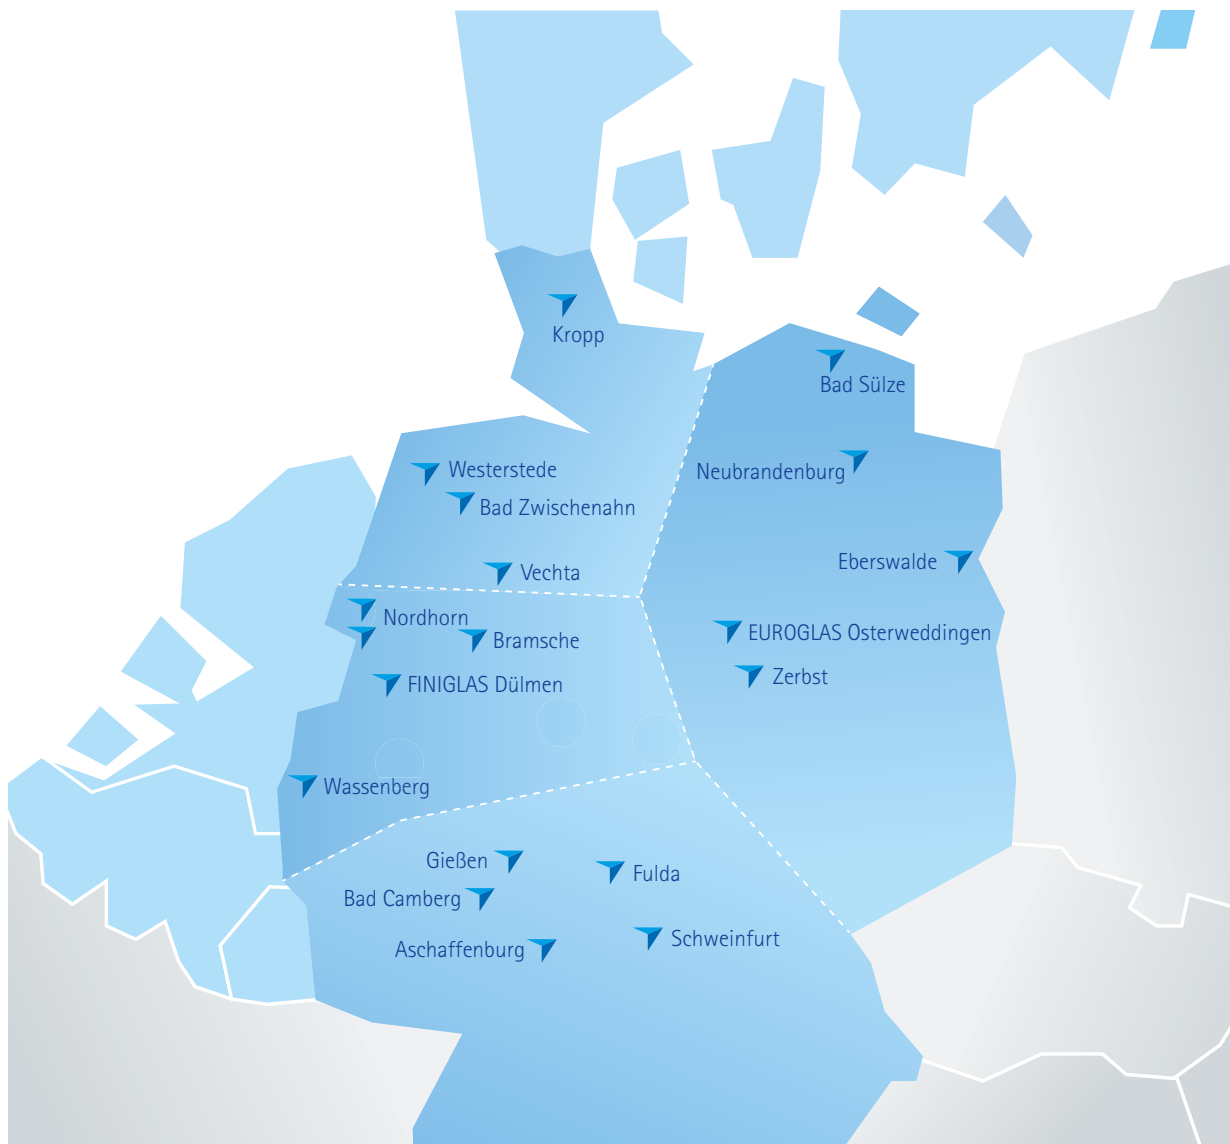 Kropp
Bad Sülze
Westerstede
Neubrandenburg
Bad Zwischenahn
Eberswalde
Vechta
Nordhorn
EUROGLAS Osterweddingen
Bramsche
Zerbst
FINIGLAS Dülmen
Wassenberg
Gießen
Fulda
Bad Camberg
Schweinfurt
Aschaffenburg